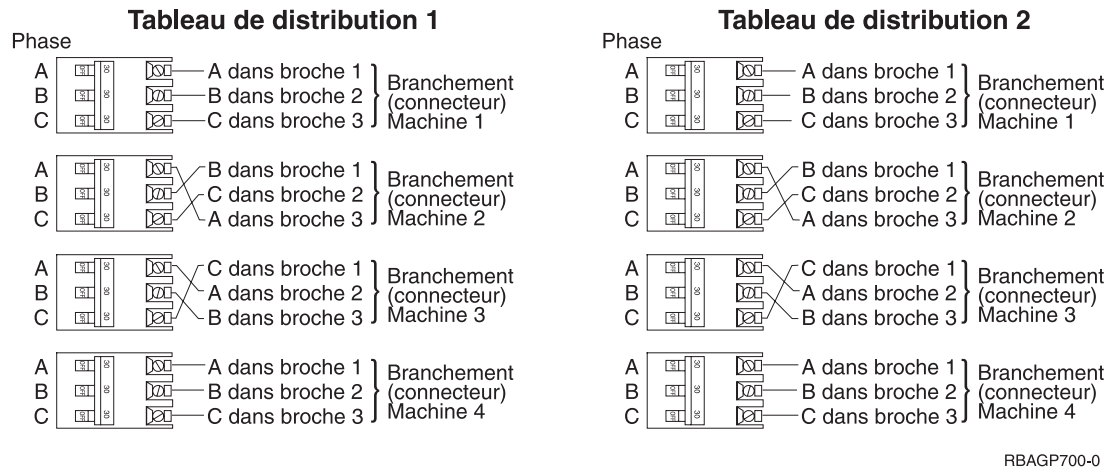 Tableau de distribution 1
Phase
A A dans broche 1
B B dans broche 2
C C dans broche 3
Branchement
(connecteur)
Machine 1
A B dans broche 1
B C dans broche 2
C A dans broche 3
Branchement
(connecteur)
Machine 2
A C dans broche 1
B A dans broche 2
C B dans broche 3
Branchement
(connecteur)
Machine 3
A A dans broche 1
B B dans broche 2
C C dans broche 3
Branchement
(connecteur)
Machine 4
Tableau de distribution 2
Phase
A A dans broche 1
B B dans broche 2
C C dans broche 3
Branchement
(connecteur)
Machine 1
A B dans broche 1
B C dans broche 2
C A dans broche 3
Branchement
(connecteur)
Machine 2
A C dans broche 1
B A dans broche 2
C B dans broche 3
Branchement
(connecteur)
Machine 3
A A dans broche 1
B B dans broche 2
C C dans broche 3
Branchement
(connecteur)
Machine 4
RBAGP700-0